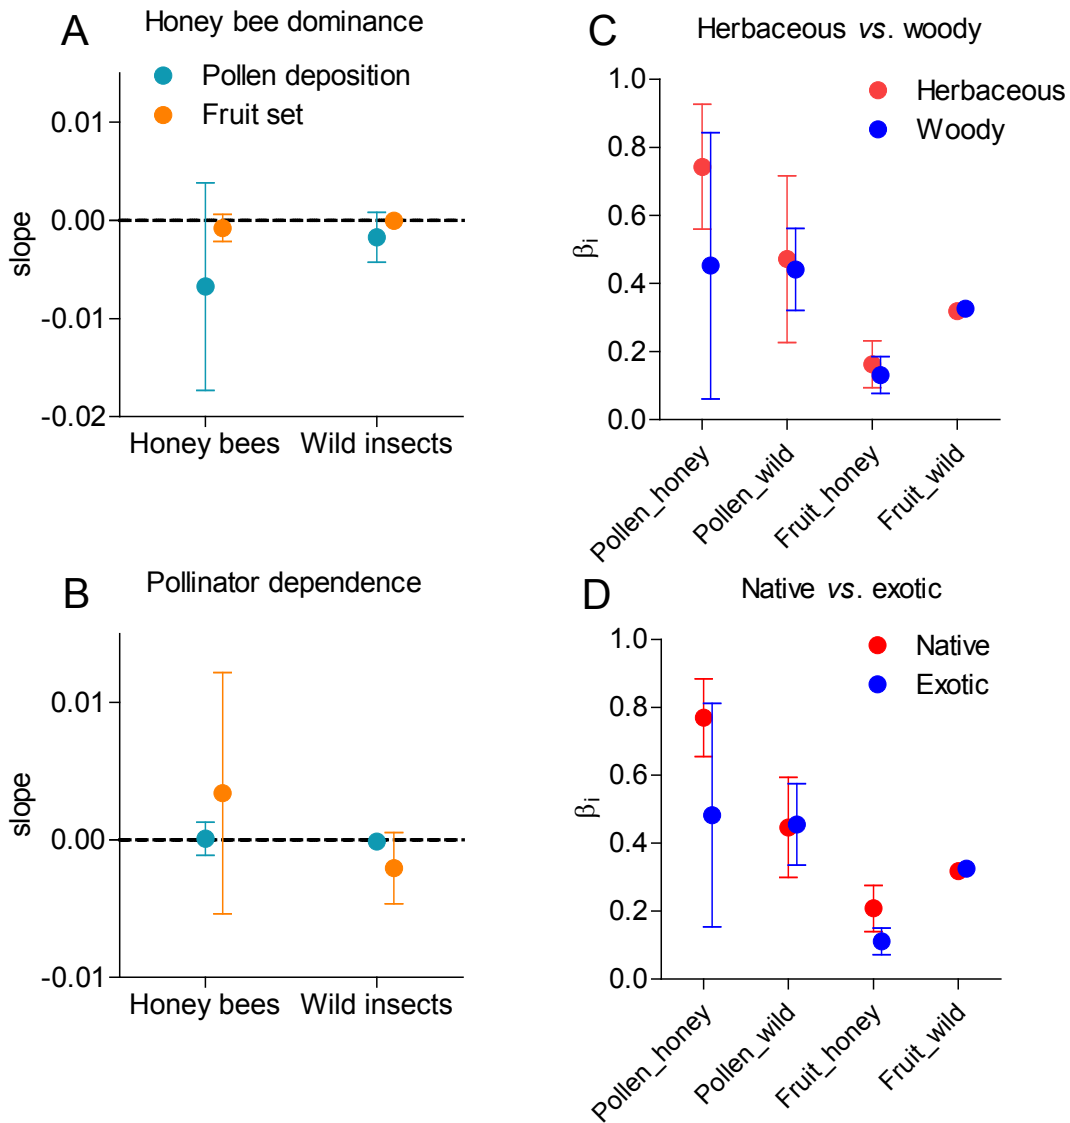 A
Honey bee dominance
Pollen deposition
Fruit set
slope
0.01
0.00
-0.01
-0.02
Honey bees
Wild insects
B
Pollinator dependence
slope
0.01
0.00
-0.01
Honey bees
Wild insects
C
Herbaceous vs. woody
Herbaceous
Woody
βi
1.0
0.8
0.6
0.4
0.2
0.0
Pollen_honey
Pollen_wild
Fruit_honey
Fruit_wild
D
Native vs. exotic
Native
Exotic
βi
1.0
0.8
0.6
0.4
0.2
0.0
Pollen_honey
Pollen_wild
Fruit_honey
Fruit_wild